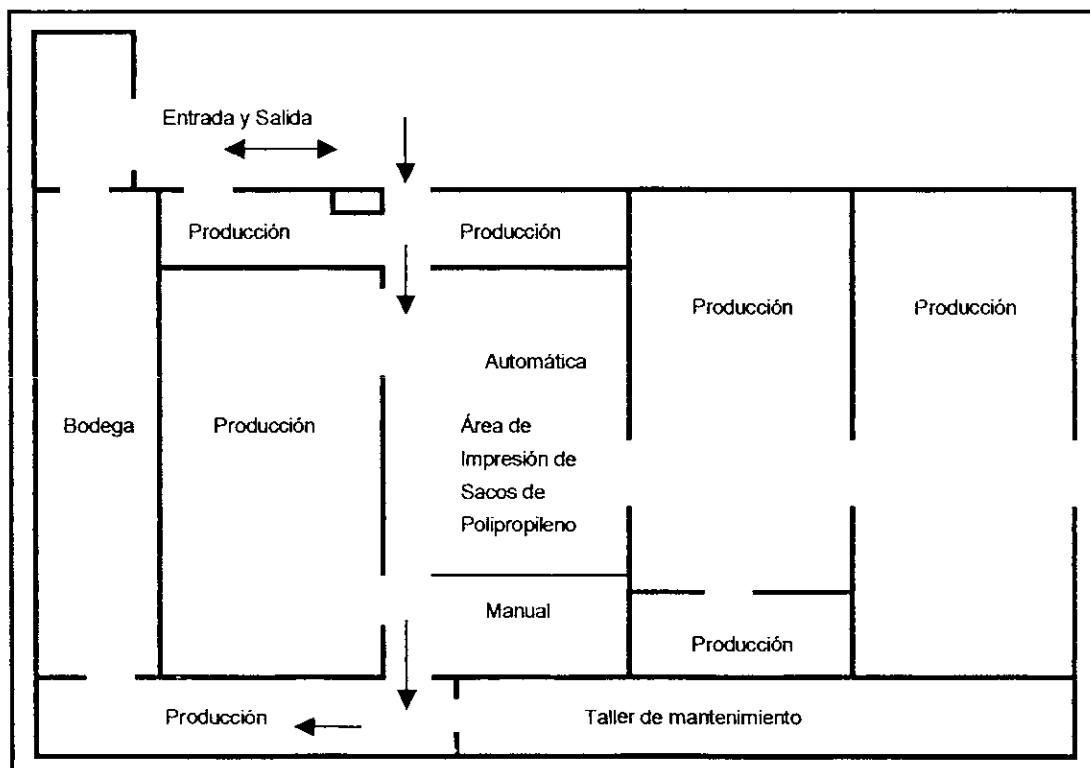 Entrada y Salida
Producción
Producción
Producción
Producción
Automática
Bodega
Producción
Área de
Impresión de
Sacos de
Polipropileno
Manual
Producción
Producción
Taller de mantenimiento